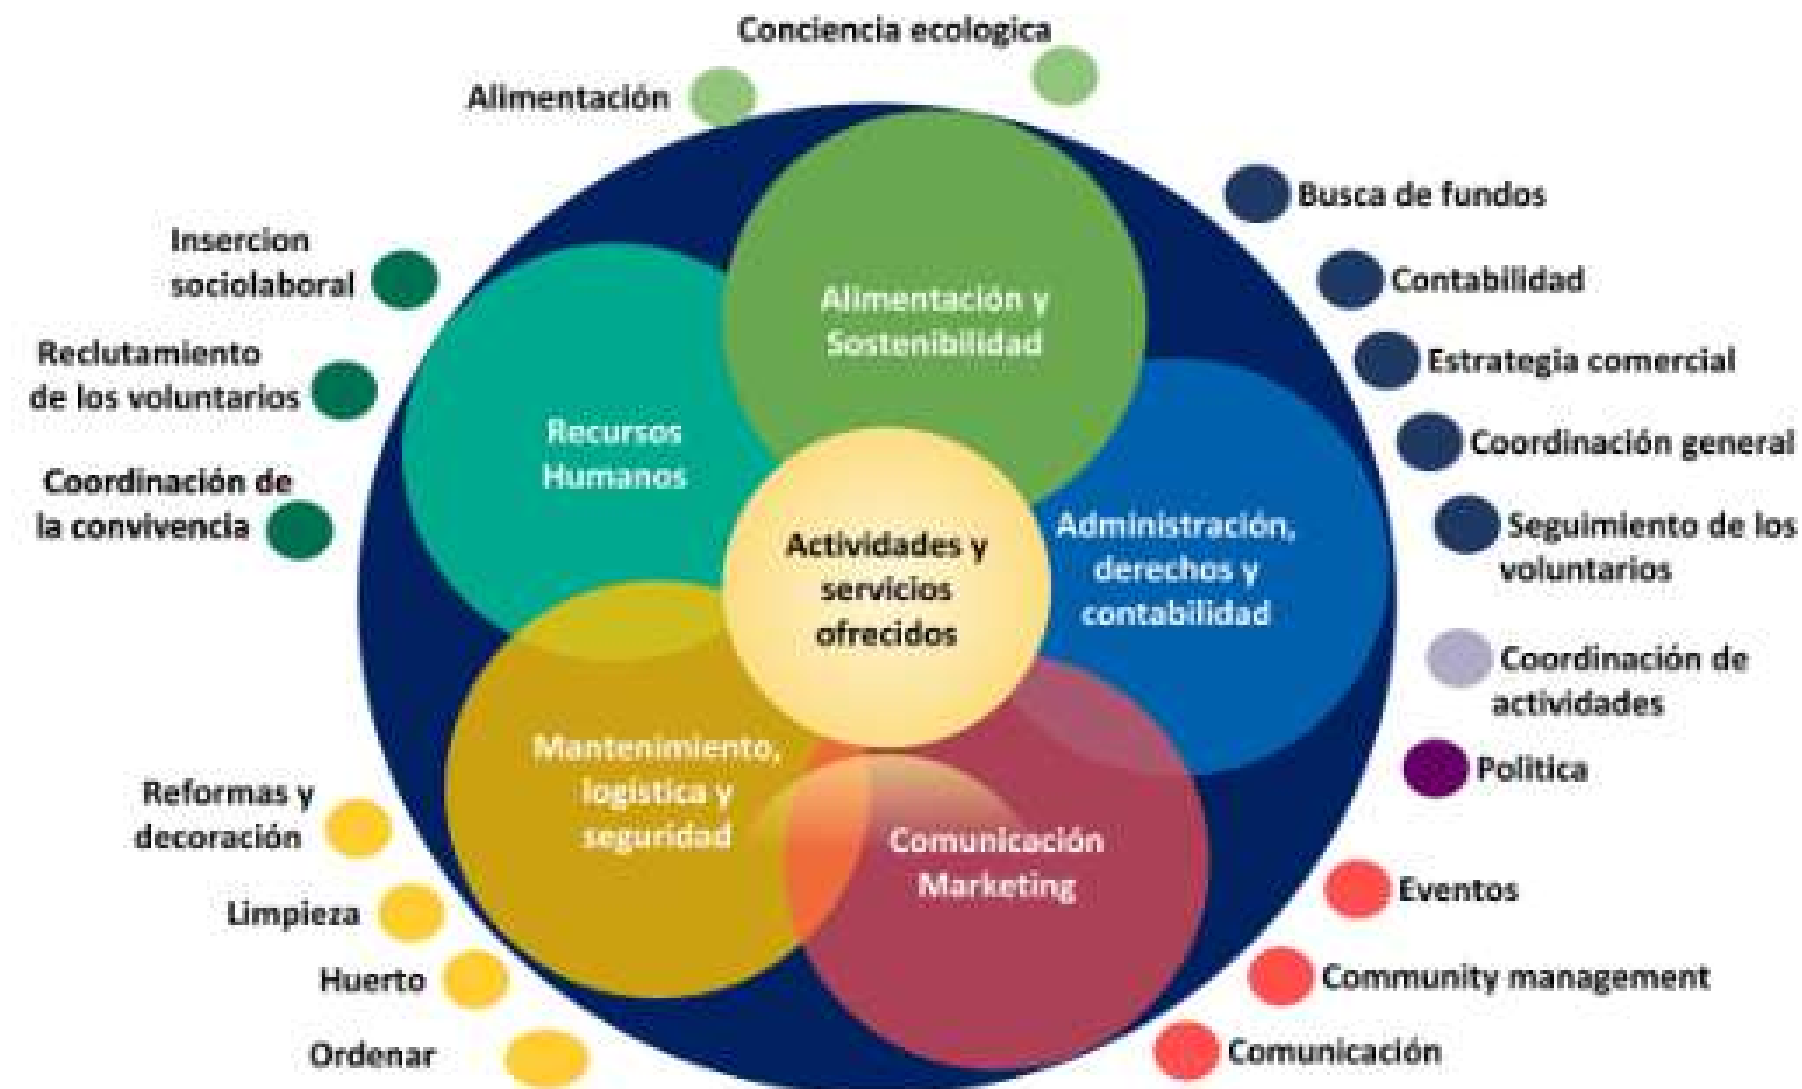 Conciencia ecologica
Alimentación
Busca de fundos
Insercion
sociolaboral
Contabilidad
Alimentación y
Sostenibilidad
Reclutamiento
de los voluntarios
Estrategia comercial
Recursos
Humanos
Coordinación general
Coordinación de
la convivencia
Administración,
derechos y
contabilidad
Seguimiento de los
voluntarios
Actividades y
servicios
ofrecidos
Coordinación de
actividades
Mantenimiento,
logística y
seguridad
Politica
Reformas y
decoración
Comunicación
Marketing
Eventos
Limpieza
Huerto
Community management
Ordenar
Comunicación